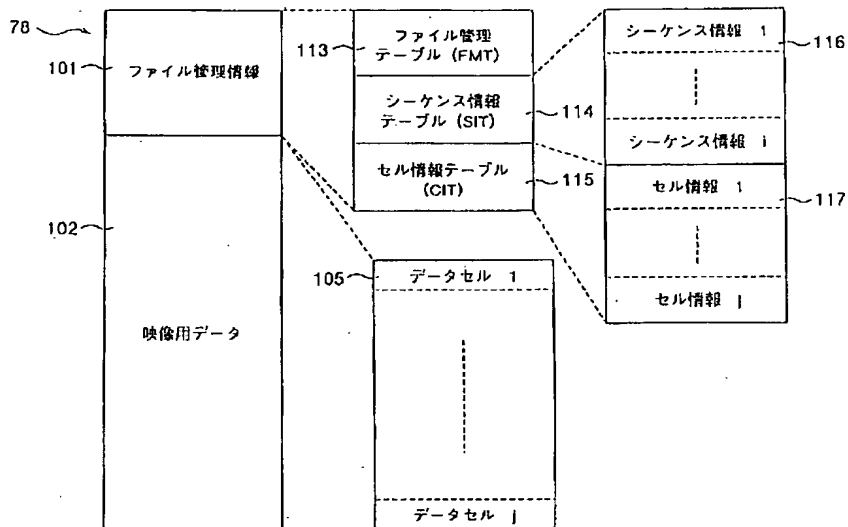 78
101
ファイル管理情報
102
映像用データ
113
ファイル管理
テーブル (FMT)
シーケンス情報
テーブル (SIT)
114
セル情報テーブル
(CIT)
115
105
データセル 1
データセル j
シーケンス情報 1
116
シーケンス情報 i
セル情報 1
117
セル情報 j